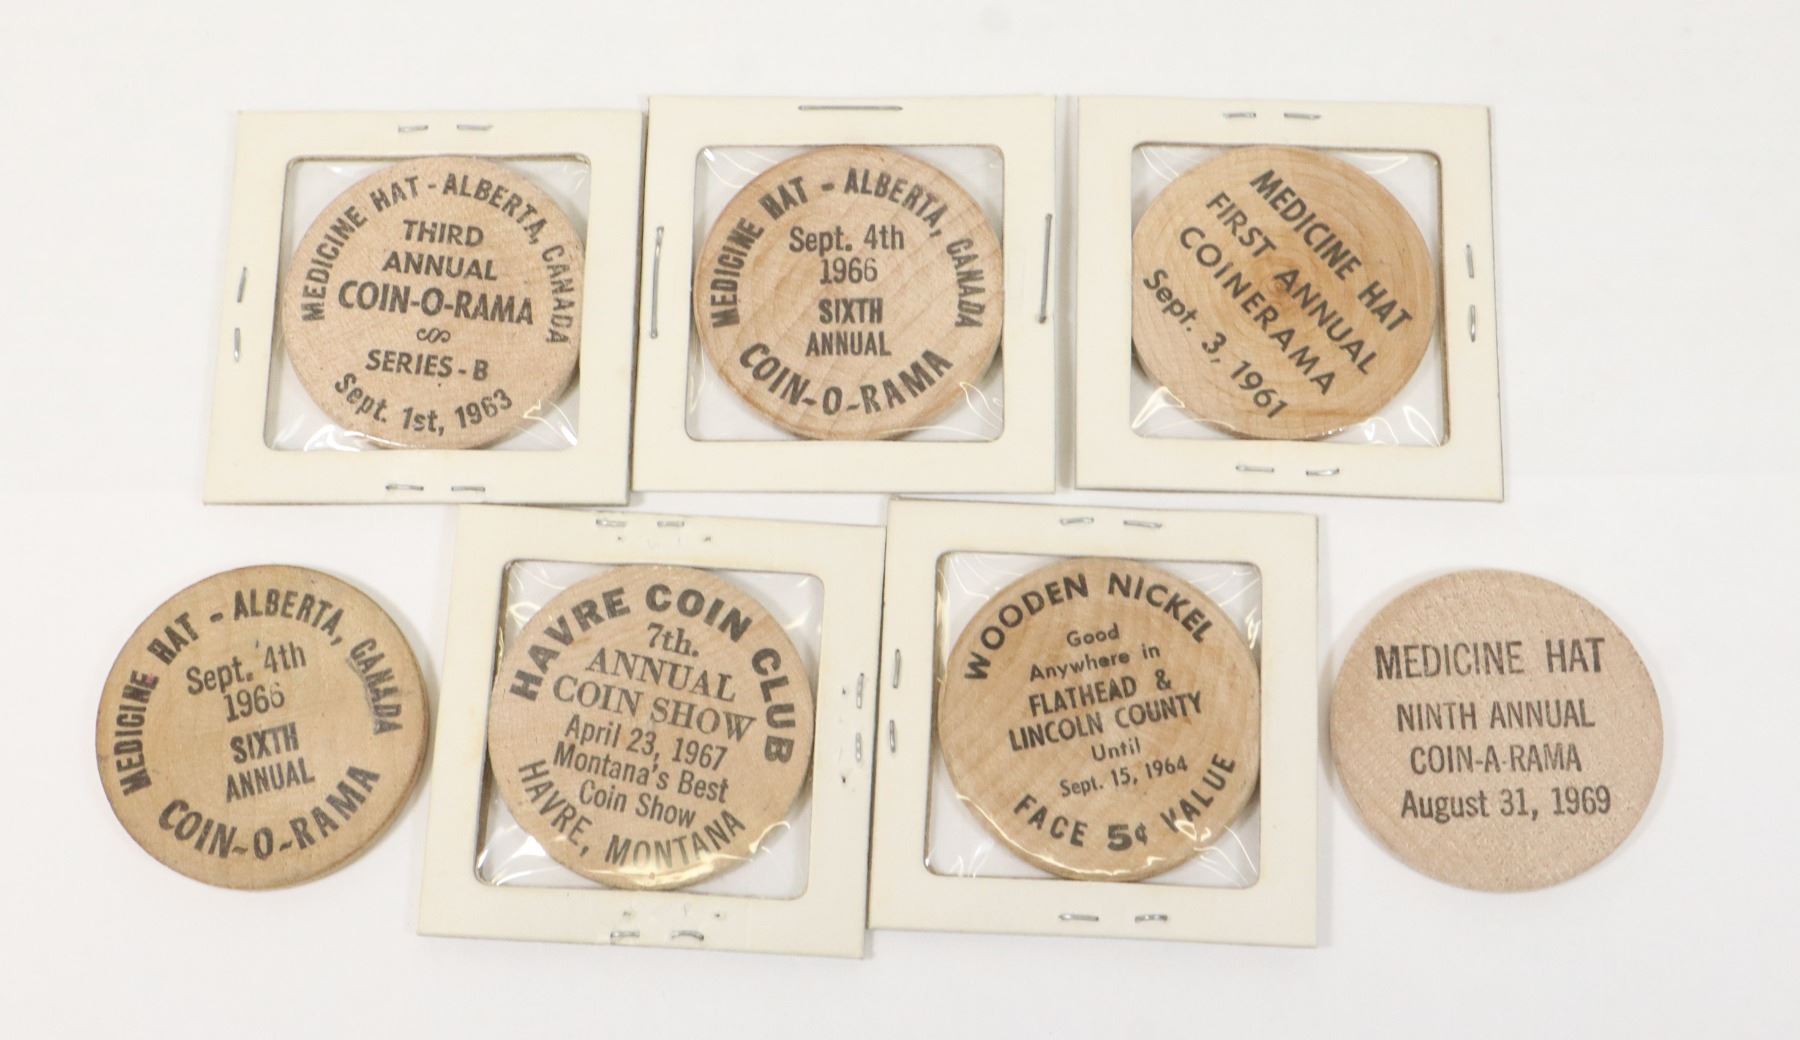 MEDICINE HAT - ALBERTA, CANADA
THIRD
ANNUAL
COIN-O-RAMA
SERIES - B
Sept. 1st, 1963
MEDICINE HAT - ALBERTA, CANADA
Sept. 4th
1966
SIXTH
ANNUAL
COIN-O-RAMA
MEDICINE HAT
FIRST ANNUAL
COINERAMA
Sept. 3, 1961
MEDICINE HAT - ALBERTA, CANADA
Sept. 4th
1966
SIXTH
ANNUAL
COIN-O-RAMA
HAVRE COIN CLUB
7th.
ANNUAL
COIN SHOW
April 23, 1967
Montana's Best
Coin Show
HAVRE, MONTANA
WOODEN NICKEL
Good
Anywhere in
FLATHEAD &
LINCOLN COUNTY
Until
Sept. 15, 1964
FACE 5¢ VALUE
MEDICINE HAT
NINTH ANNUAL
COIN-A-RAMA
August 31, 1969